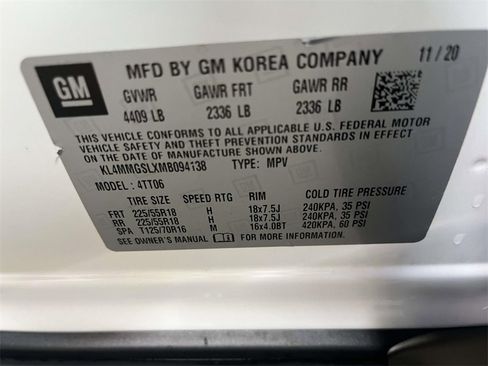 GM
MFD BY GM KOREA COMPANY 11/20
GVWR GAWR FRT GAWR RR
4409 LB 2336 LB 2336 LB
THIS VEHICLE CONFORMS TO ALL APPLICABLE U.S. FEDERAL MOTOR
VEHICLE SAFETY AND THEFT PREVENTION STANDARDS IN EFFECT
ON THE DATE OF MANUFACTURE SHOWN ABOVE.
KL4MMGSLXMB094138 TYPE: MPV
MODEL: 4TT06
TIRE SIZE SPEED RTG RIM COLD TIRE PRESSURE
FRT 225/55R18 H 18x7.5J 240KPA, 35 PSI
RR 225/55R18 H 18x7.5J 240KPA, 35 PSI
SPA T125/70R16 M 16x4.0BT 420KPA, 60 PSI
SEE OWNER'S MANUAL FOR MORE INFORMATION.